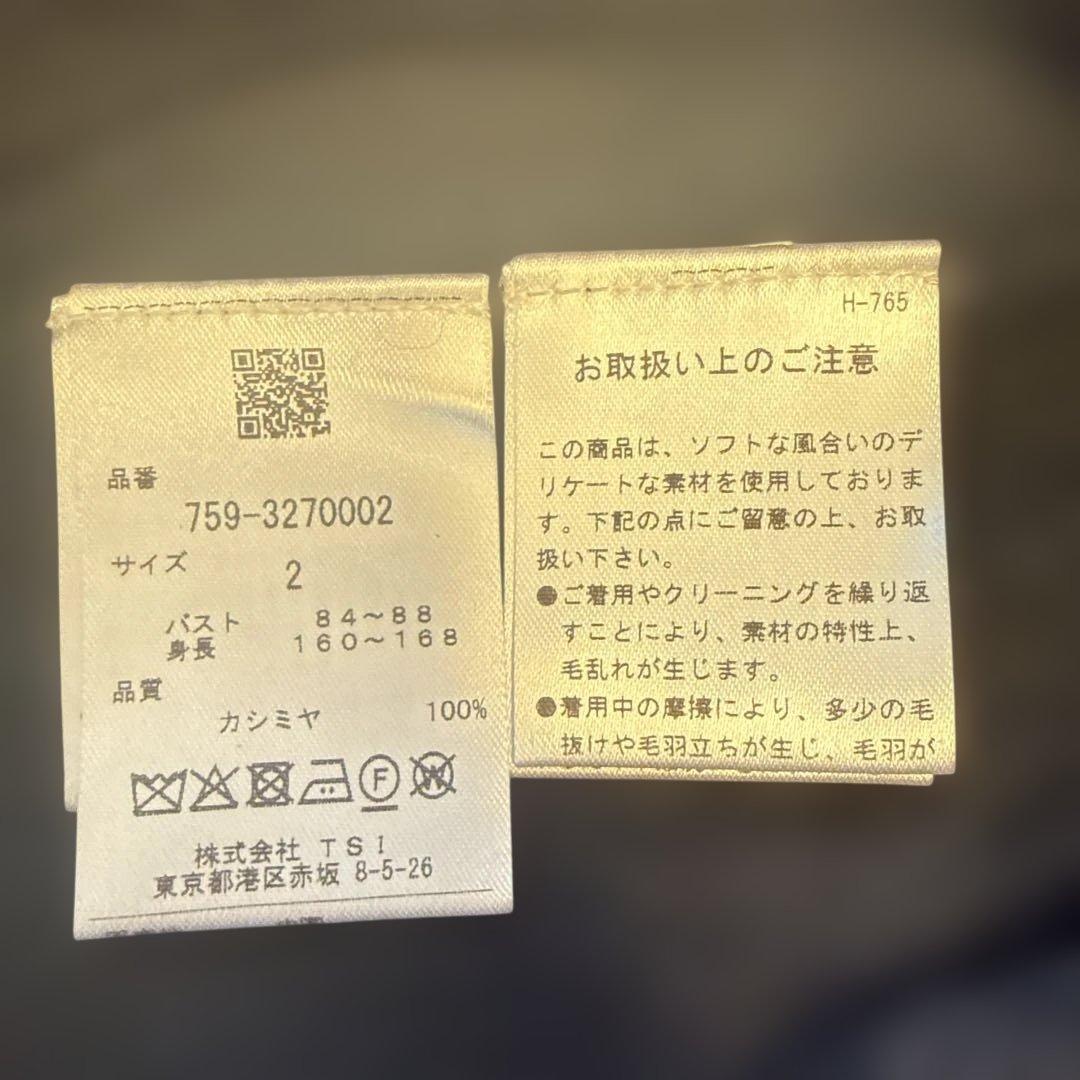 品番
759-3270002
サイズ
2
バスト 84～88
身長 160～168
品質
カシミヤ 100%
F
W
株式会社 TSI
東京都港区赤坂 8-5-26
H-765
お取扱い上のご注意
この商品は、ソフトな風合いのデ
リケートな素材を使用しておりま
す。下記の点にご留意の上、お取
扱い下さい。
●ご着用やクリーニングを繰り返
すことにより、素材の特性上、
毛乱れが生じます。
●着用中の摩擦により、多少の毛
抜けや毛羽立ちが生じ、毛羽が